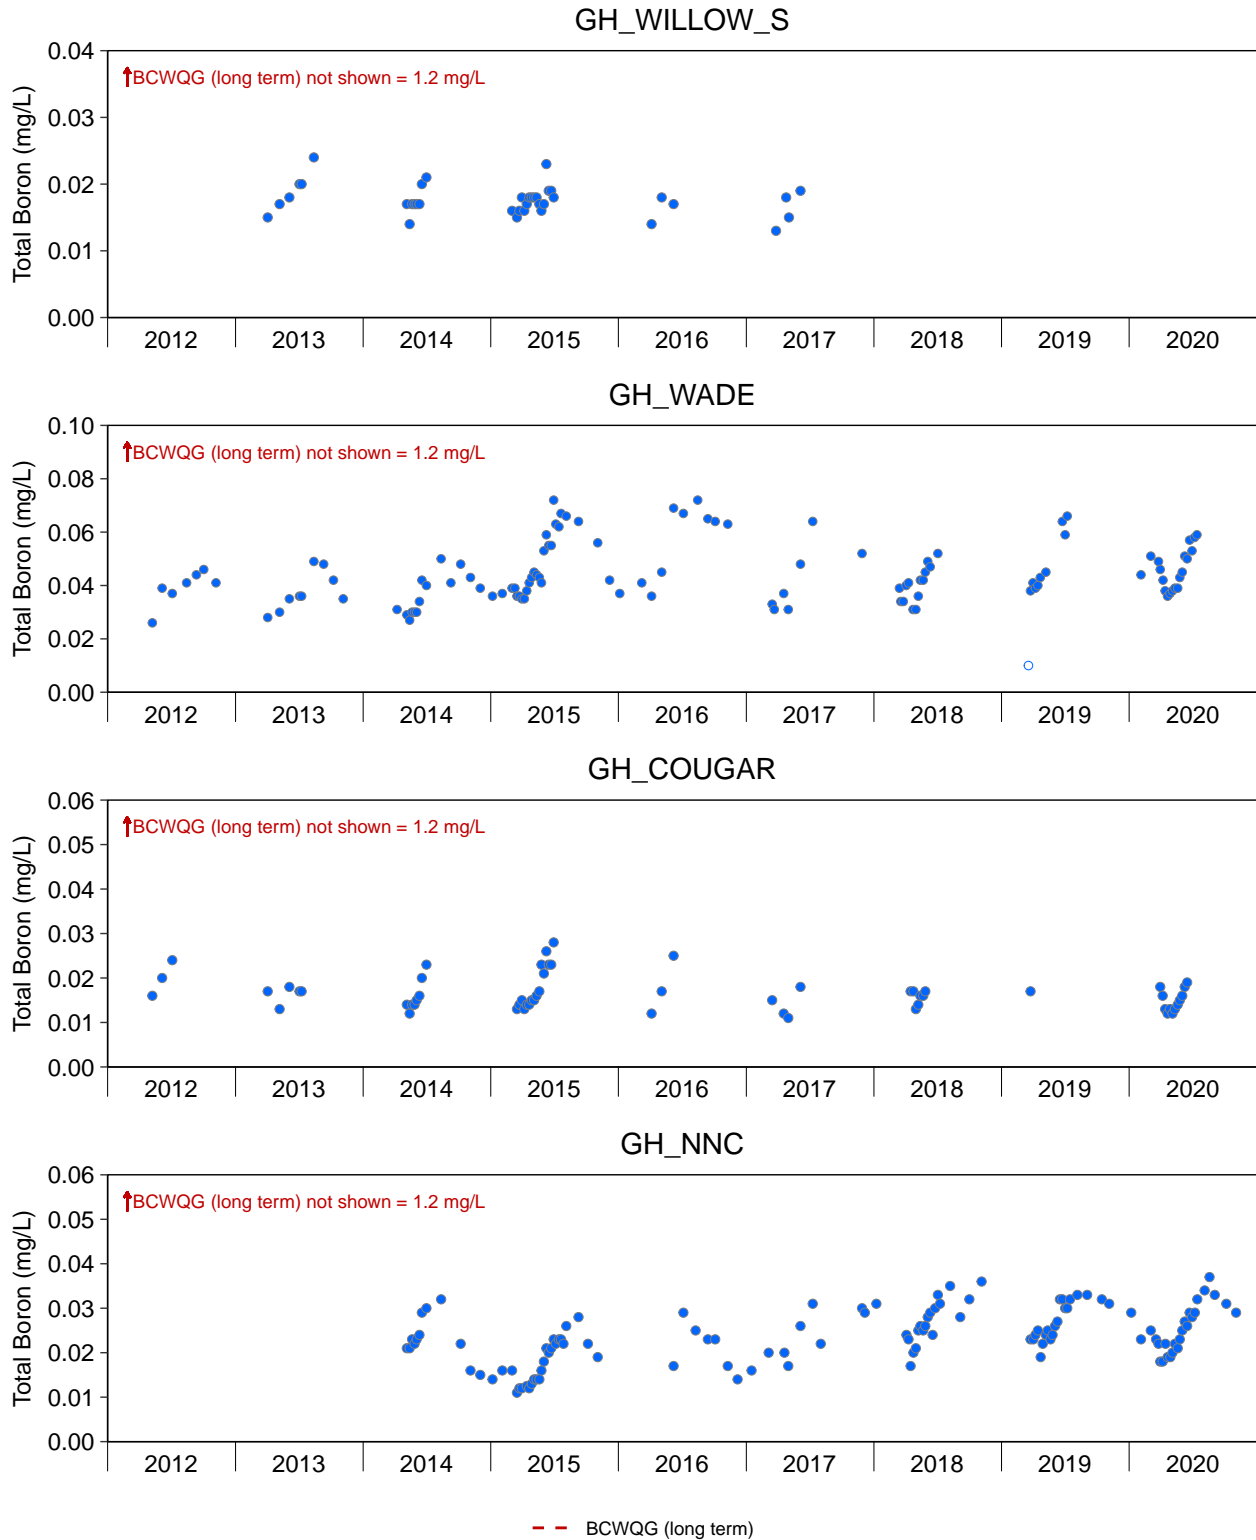 GH_WILLOW_S
Total Boron (mg/L)
0.04
0.03
0.02
0.01
0.00
BCWQG (long term) not shown = 1.2 mg/L
2012 2013 2014 2015 2016 2017 2018 2019 2020
GH_WADE
Total Boron (mg/L)
0.10
0.08
0.06
0.04
0.02
0.00
BCWQG (long term) not shown = 1.2 mg/L
2012 2013 2014 2015 2016 2017 2018 2019 2020
GH_COUGAR
Total Boron (mg/L)
0.06
0.05
0.04
0.03
0.02
0.01
0.00
BCWQG (long term) not shown = 1.2 mg/L
2012 2013 2014 2015 2016 2017 2018 2019 2020
GH_NNC
Total Boron (mg/L)
0.06
0.05
0.04
0.03
0.02
0.01
0.00
BCWQG (long term) not shown = 1.2 mg/L
2012 2013 2014 2015 2016 2017 2018 2019 2020
BCWQG (long term)